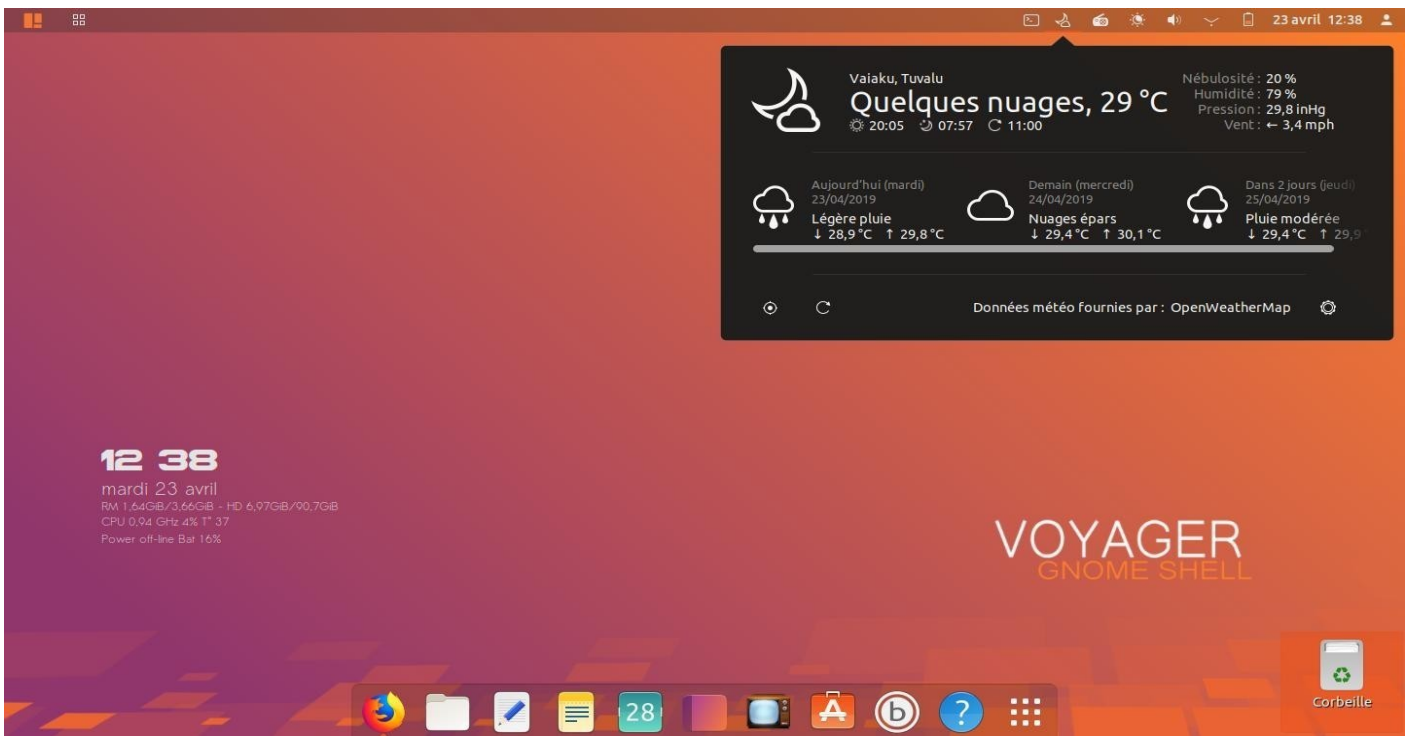 23 avril 12:38
Vaiaku, Tuvalu
Quelques nuages, 29 °C
20:05 07:57 11:00
Nébulosité : 20 %
Humidité : 79 %
Pression : 29,8 inHg
Vent : ← 3,4 mph
Aujourd'hui (mardi)
23/04/2019
Légère pluie
↓ 28,9 °C ↑ 29,8 °C
Demain (mercredi)
24/04/2019
Nuages épars
↓ 29,4 °C ↑ 30,1 °C
Dans 2 jours (jeudi)
25/04/2019
Pluie modérée
↓ 29,4 °C ↑ 29,9
Données météo fournies par : OpenWeatherMap
12 38
mardi 23 avril
RM 1,64GiB/3,66GiB - HD 6,97GiB/90,7GiB
CPU 0,94 GHz 4% T° 37
Power off-line Bat 16%
VOYAGER
GNOME SHELL
28
A
b
?
Corbeille